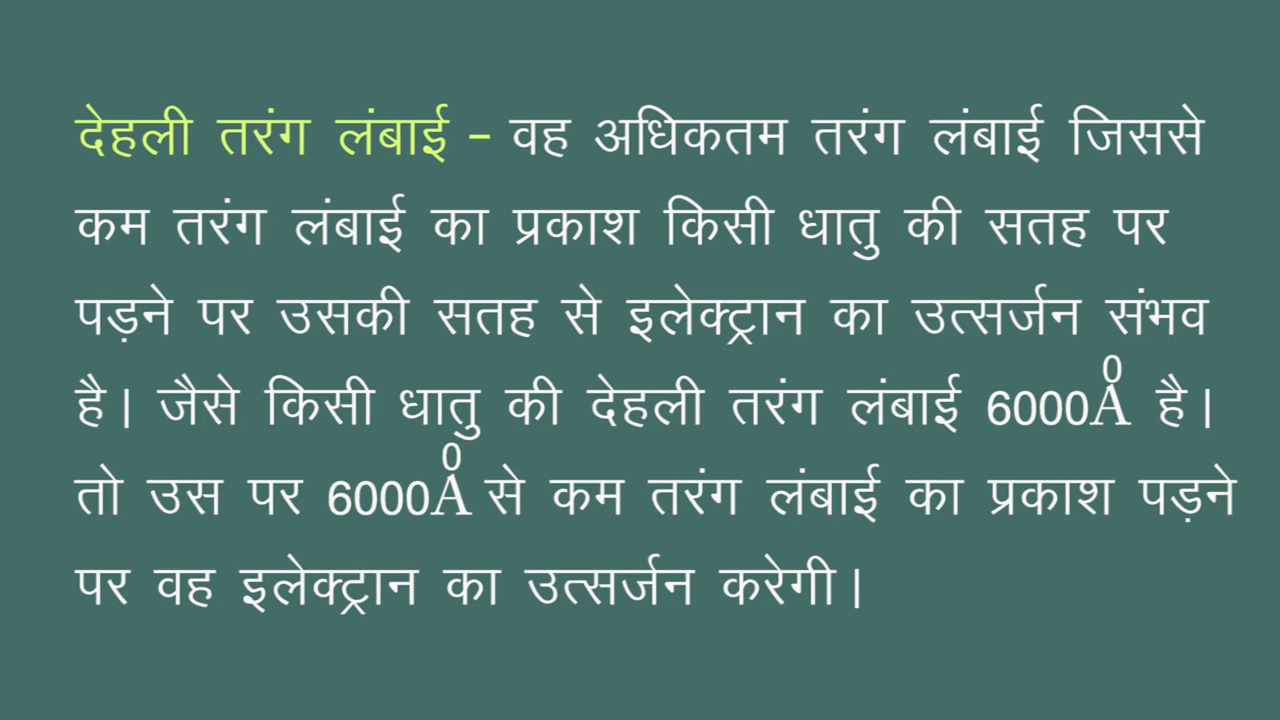 देहली तरंग लंबाई - वह अधिकतम तरंग लंबाई जिससे
कम तरंग लंबाई का प्रकाश किसी धातु की सतह पर
पड़ने पर उसकी सतह से इलेक्ट्रान का उत्सर्जन संभव
है। जैसे किसी धातु की देहली तरंग लंबाई 6000Å है।
तो उस पर 6000Å से कम तरंग लंबाई का प्रकाश पड़ने
पर वह इलेक्ट्रान का उत्सर्जन करेगी।